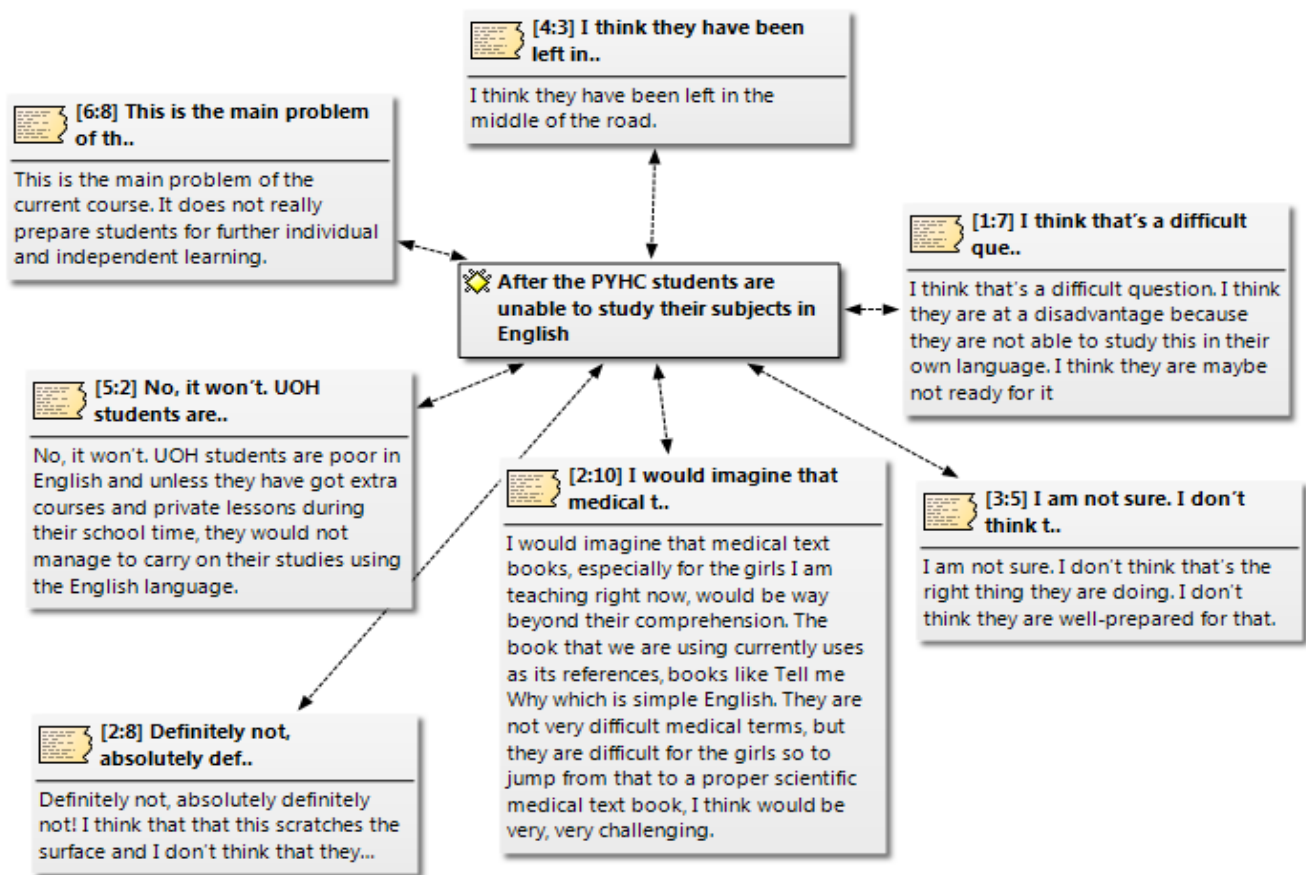 [4:3] I think they have been
left in..
I think they have been left in the
middle of the road.
[6:8] This is the main problem
of th..
This is the main problem of the
current course. It does not really
prepare students for further individual
and independent learning.
[1:7] I think that's a difficult
que..
I think that's a difficult question. I think
they are at a disadvantage because
they are not able to study this in their
own language. I think they are maybe
not ready for it
After the PYHC students are
unable to study their subjects in
English
[5:2] No, it won't. UOH
students are..
No, it won't. UOH students are poor in
English and unless they have got extra
courses and private lessons during
their school time, they would not
manage to carry on their studies using
the English language.
[2:10] I would imagine that
medical t..
I would imagine that medical text
books, especially for the girls I am
teaching right now, would be way
beyond their comprehension. The
book that we are using currently uses
as its references, books like Tell me
Why which is simple English. They are
not very difficult medical terms, but
they are difficult for the girls so to
jump from that to a proper scientific
medical text book, I think would be
very, very challenging.
[3:5] I am not sure. I don't
think t..
I am not sure. I don't think that's the
right thing they are doing. I don't
think they are well-prepared for that.
[2:8] Definitely not,
absolutely def..
Definitely not, absolutely definitely
not! I think that that this scratches the
surface and I don't think that they...